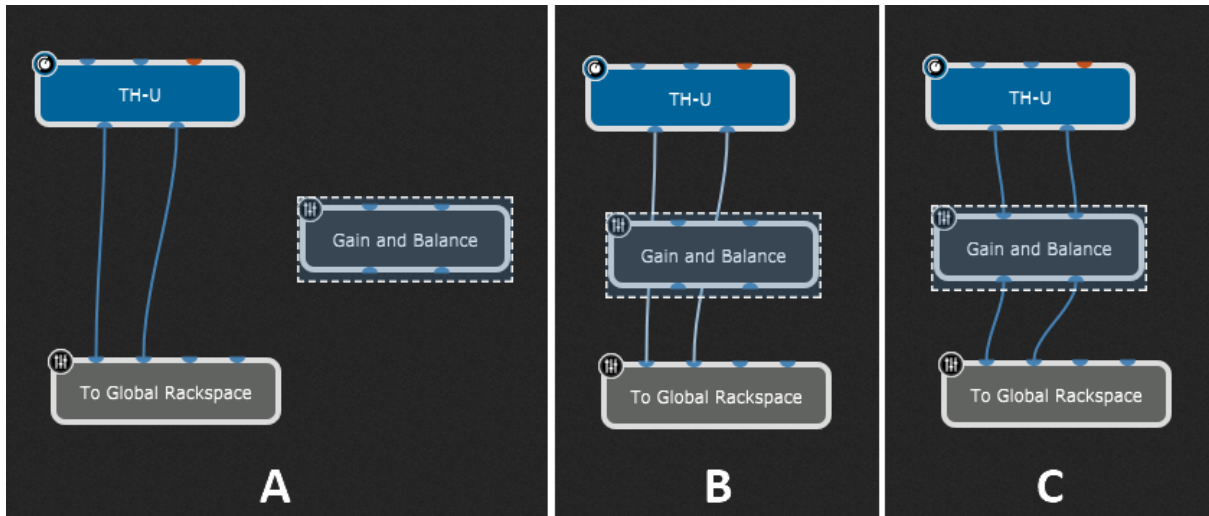 TH-U
Gain and Balance
To Global Rackspace
A
TH-U
Gain and Balance
To Global Rackspace
B
TH-U
Gain and Balance
To Global Rackspace
C